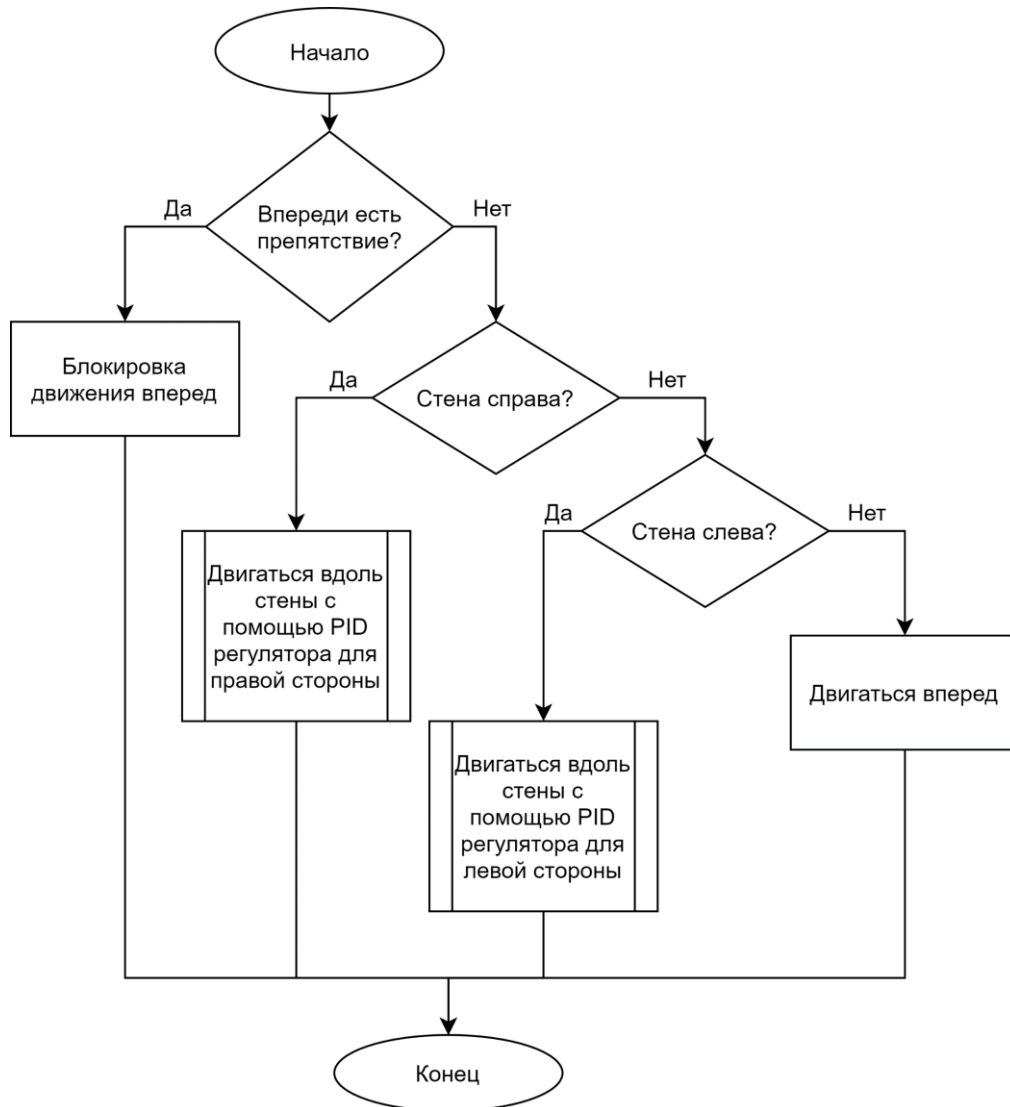 Начало
Впереди есть
препятствие?
Да
Нет
Блокировка
движения вперед
Стена справа?
Да
Нет
Стена слева?
Да
Нет
Двигаться вдоль
стены с
помощью PID
регулятора для
правой стороны
Двигаться вперед
Двигаться вдоль
стены с
помощью PID
регулятора для
левой стороны
Конец